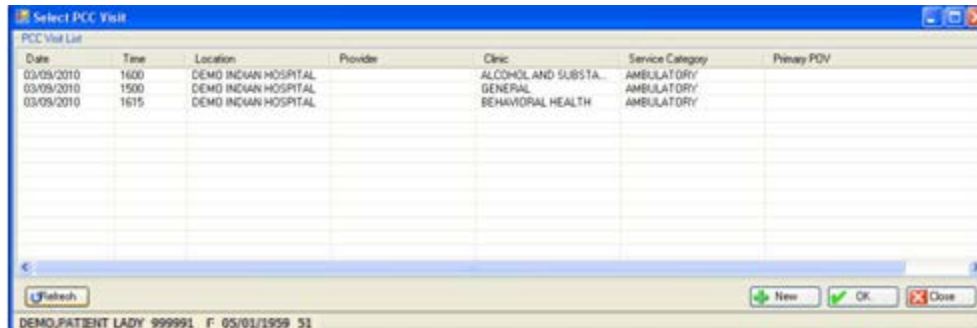 Select PCC Visit
PCC Visit List
Date Time Location Provider Clinic Service Category Primary POV
03/09/2010 1600 DEMO INDIAN HOSPITAL ALCOHOL AND SUBSTA... AMBULATORY
03/09/2010 1500 DEMO INDIAN HOSPITAL GENERAL AMBULATORY
03/09/2010 1615 DEMO INDIAN HOSPITAL BEHAVIORAL HEALTH AMBULATORY
Refresh New OK Close
DEMO,PATIENT LADY 999991 F 05/01/1959 51